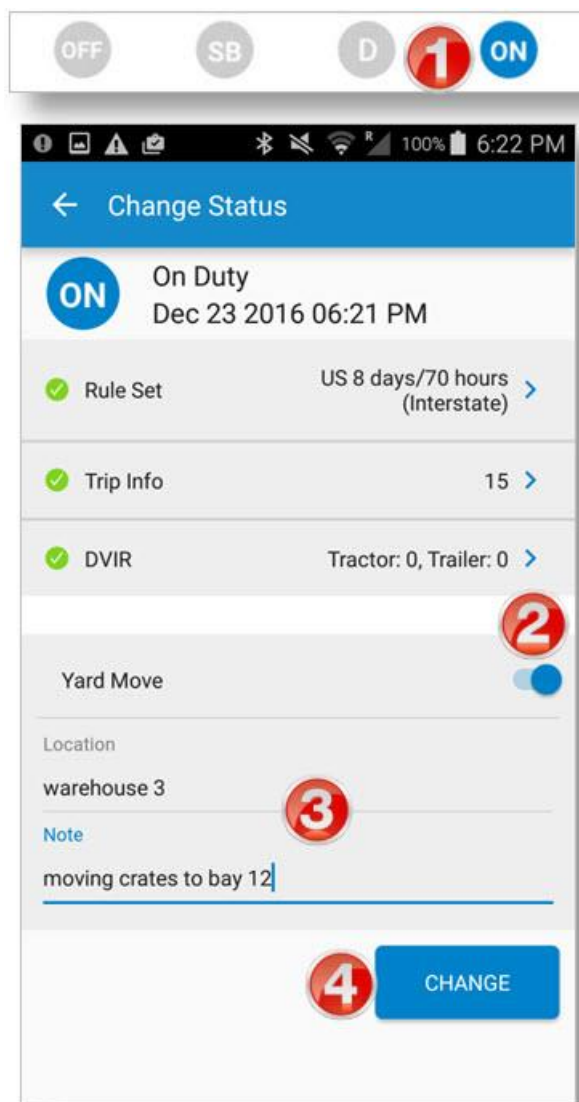 OFF SB D 1 ON
R 100% 6:22 PM
← Change Status
ON On Duty
Dec 23 2016 06:21 PM
Rule Set US 8 days/70 hours
(Interstate)
Trip Info 15
DVIR Tractor: 0, Trailer: 0
2
Yard Move
Location
warehouse 3
3
Note
moving crates to bay 12
4 CHANGE